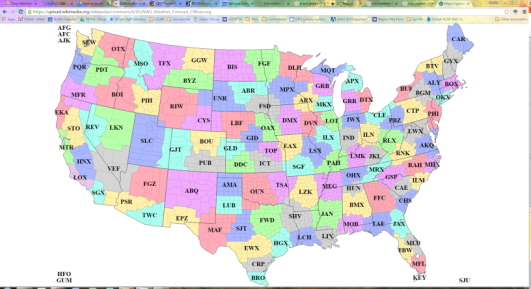 AFG
AFC
AJK
HFO
GUM
SJU
SEW
OTX
MSO
TFX
GGW
BIS
FGF
DLH
MQT
CAR
GYX
PQR
PDT
BYZ
ABR
MPX
GRB
APX
BTV
BUF
ALY
BOX
MFR
BOI
PIH
RIW
UNR
FSD
ARX
MKX
GRR
DTX
BGM
OKX
EKA
STO
REV
LKN
CYS
LBF
OAX
DMX
DVN
LOT
IWX
CLE
PBZ
CTP
PHI
MTR
SLC
GJT
BOU
GLD
GID
TOP
EAX
ILX
IND
ILN
RLX
LWX
HNX
VEF
PUB
DDC
ICT
SGF
LSX
PAH
LMK
JKL
RNK
AKQ
LOX
SGX
PSR
FGZ
ABQ
AMA
OUN
TSA
LZK
MEG
OHX
MRX
GSP
RAH
MHX
TWC
EPZ
LUB
FWD
SHV
JAN
HUN
BMX
FFC
CAE
ILM
CHS
MAF
SJT
EWX
HGX
LCH
LIX
MOB
TAE
JAX
CRP
BRO
MLB
TBW
MFL
KEY